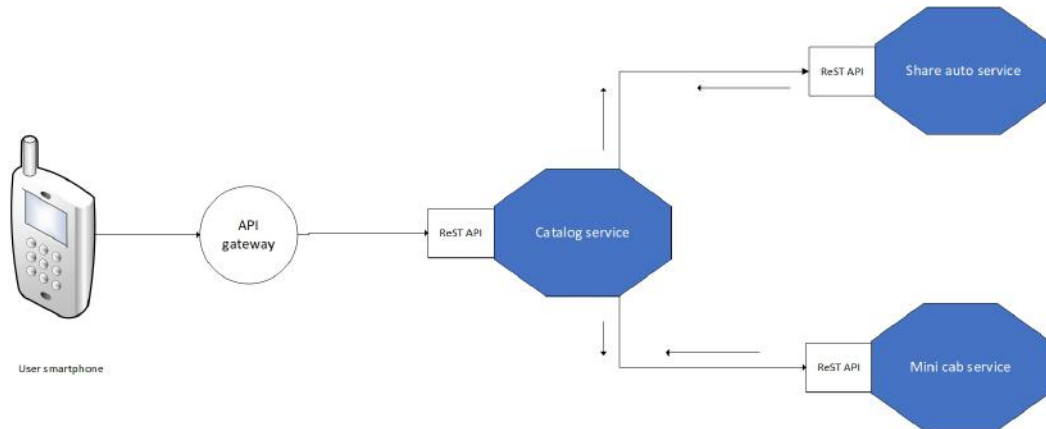 ReST API
Share auto service
API
gateway
ReST API
Catalog service
User smartphone
ReST API
Mini cab service